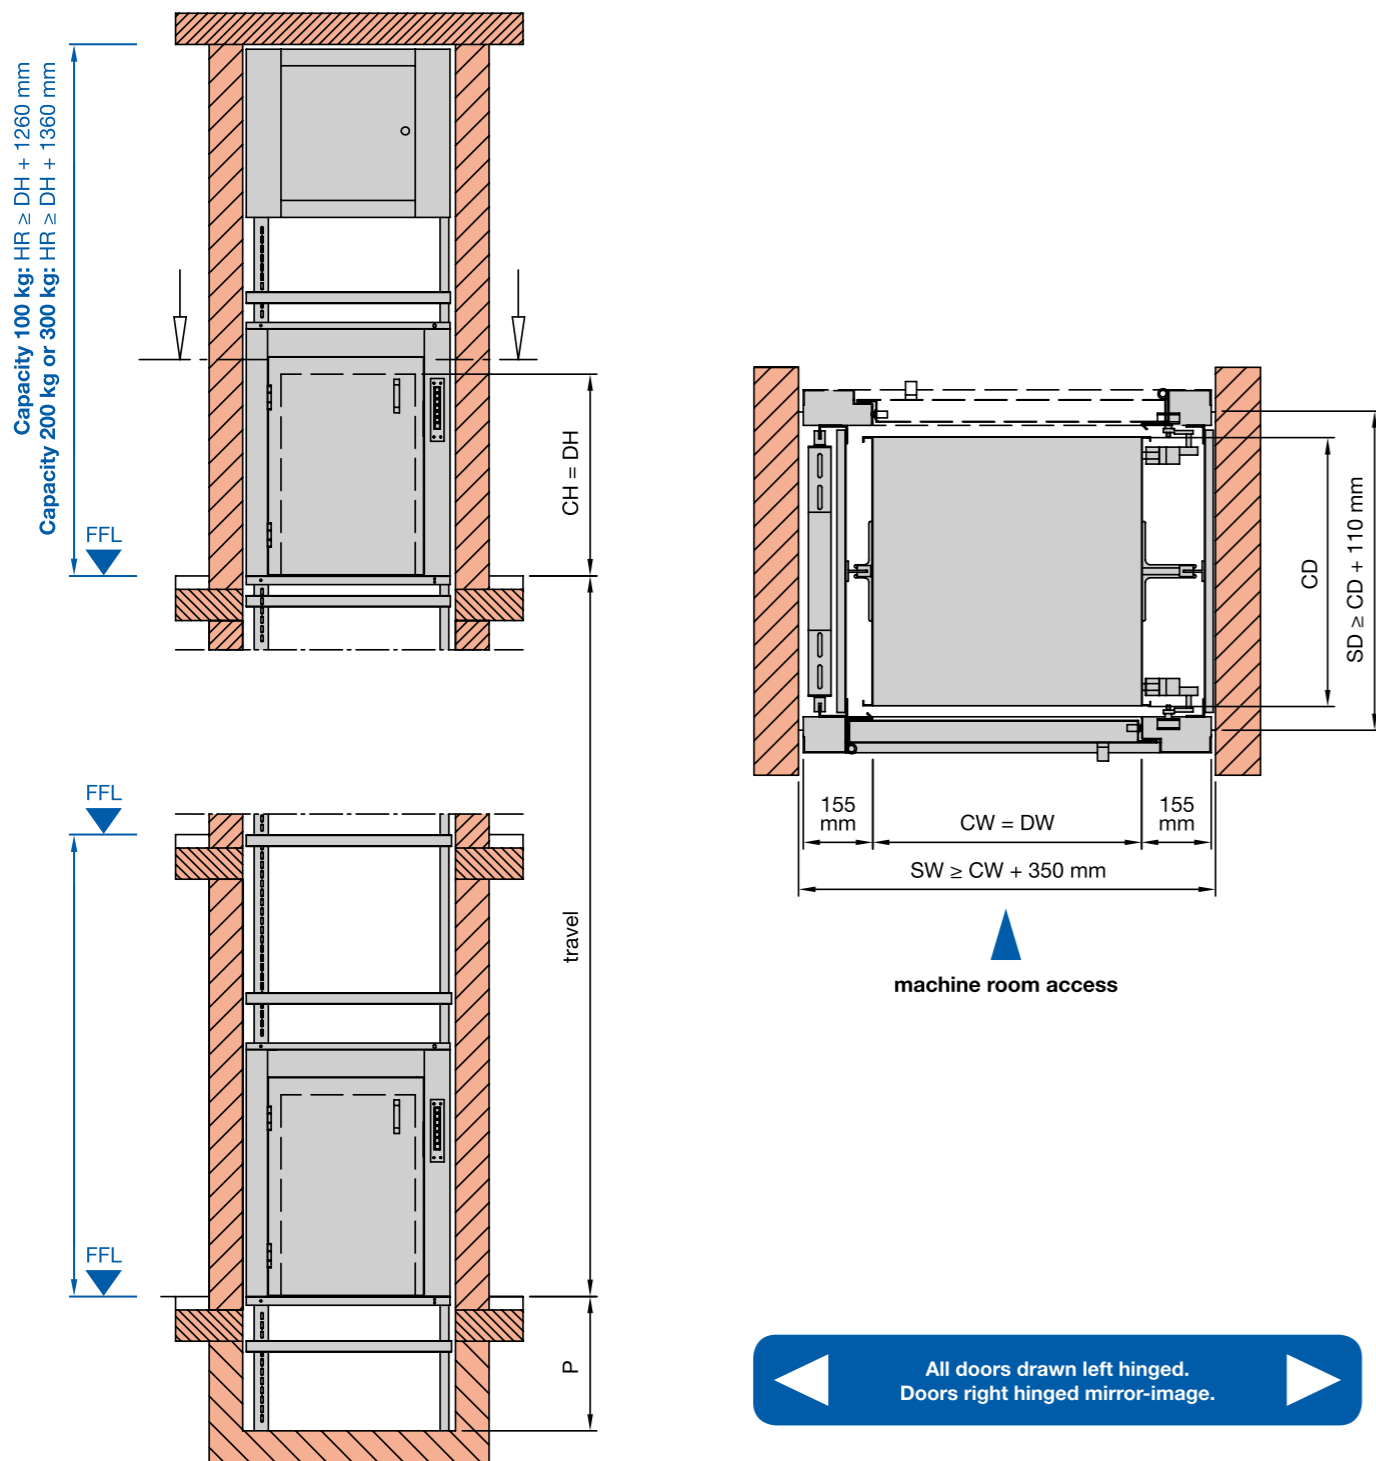 Capacity 100 kg: HR ≥ DH + 1260 mm
Capacity 200 kg or 300 kg: HR ≥ DH + 1360 mm
FFL
CH = DH
travel
FFL
FFL
P
CD
SD ≥ CD + 110 mm
155
mm
CW = DW
155
mm
SW ≥ CW + 350 mm
machine room access
All doors drawn left hinged.
Doors right hinged mirror-image.